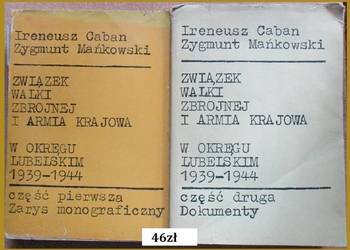 Ireneusz Caban
Zygmunt Mańkowski
ZWIĄZEK
WALKI
ZBROJNEJ
I ARMIA KRAJOWA
W OKRĘGU
LUBELSKIM
1939-1944
część pierwsza
Zarys monograficzny
Ireneusz Caban
Zygmunt Mańkowski
ZWIĄZEK
WALKI
ZBROJNEJ
I ARMIA KRAJOWA
W OKRĘGU
LUBELSKIM
1939-1944
część druga
Dokumenty
46zł